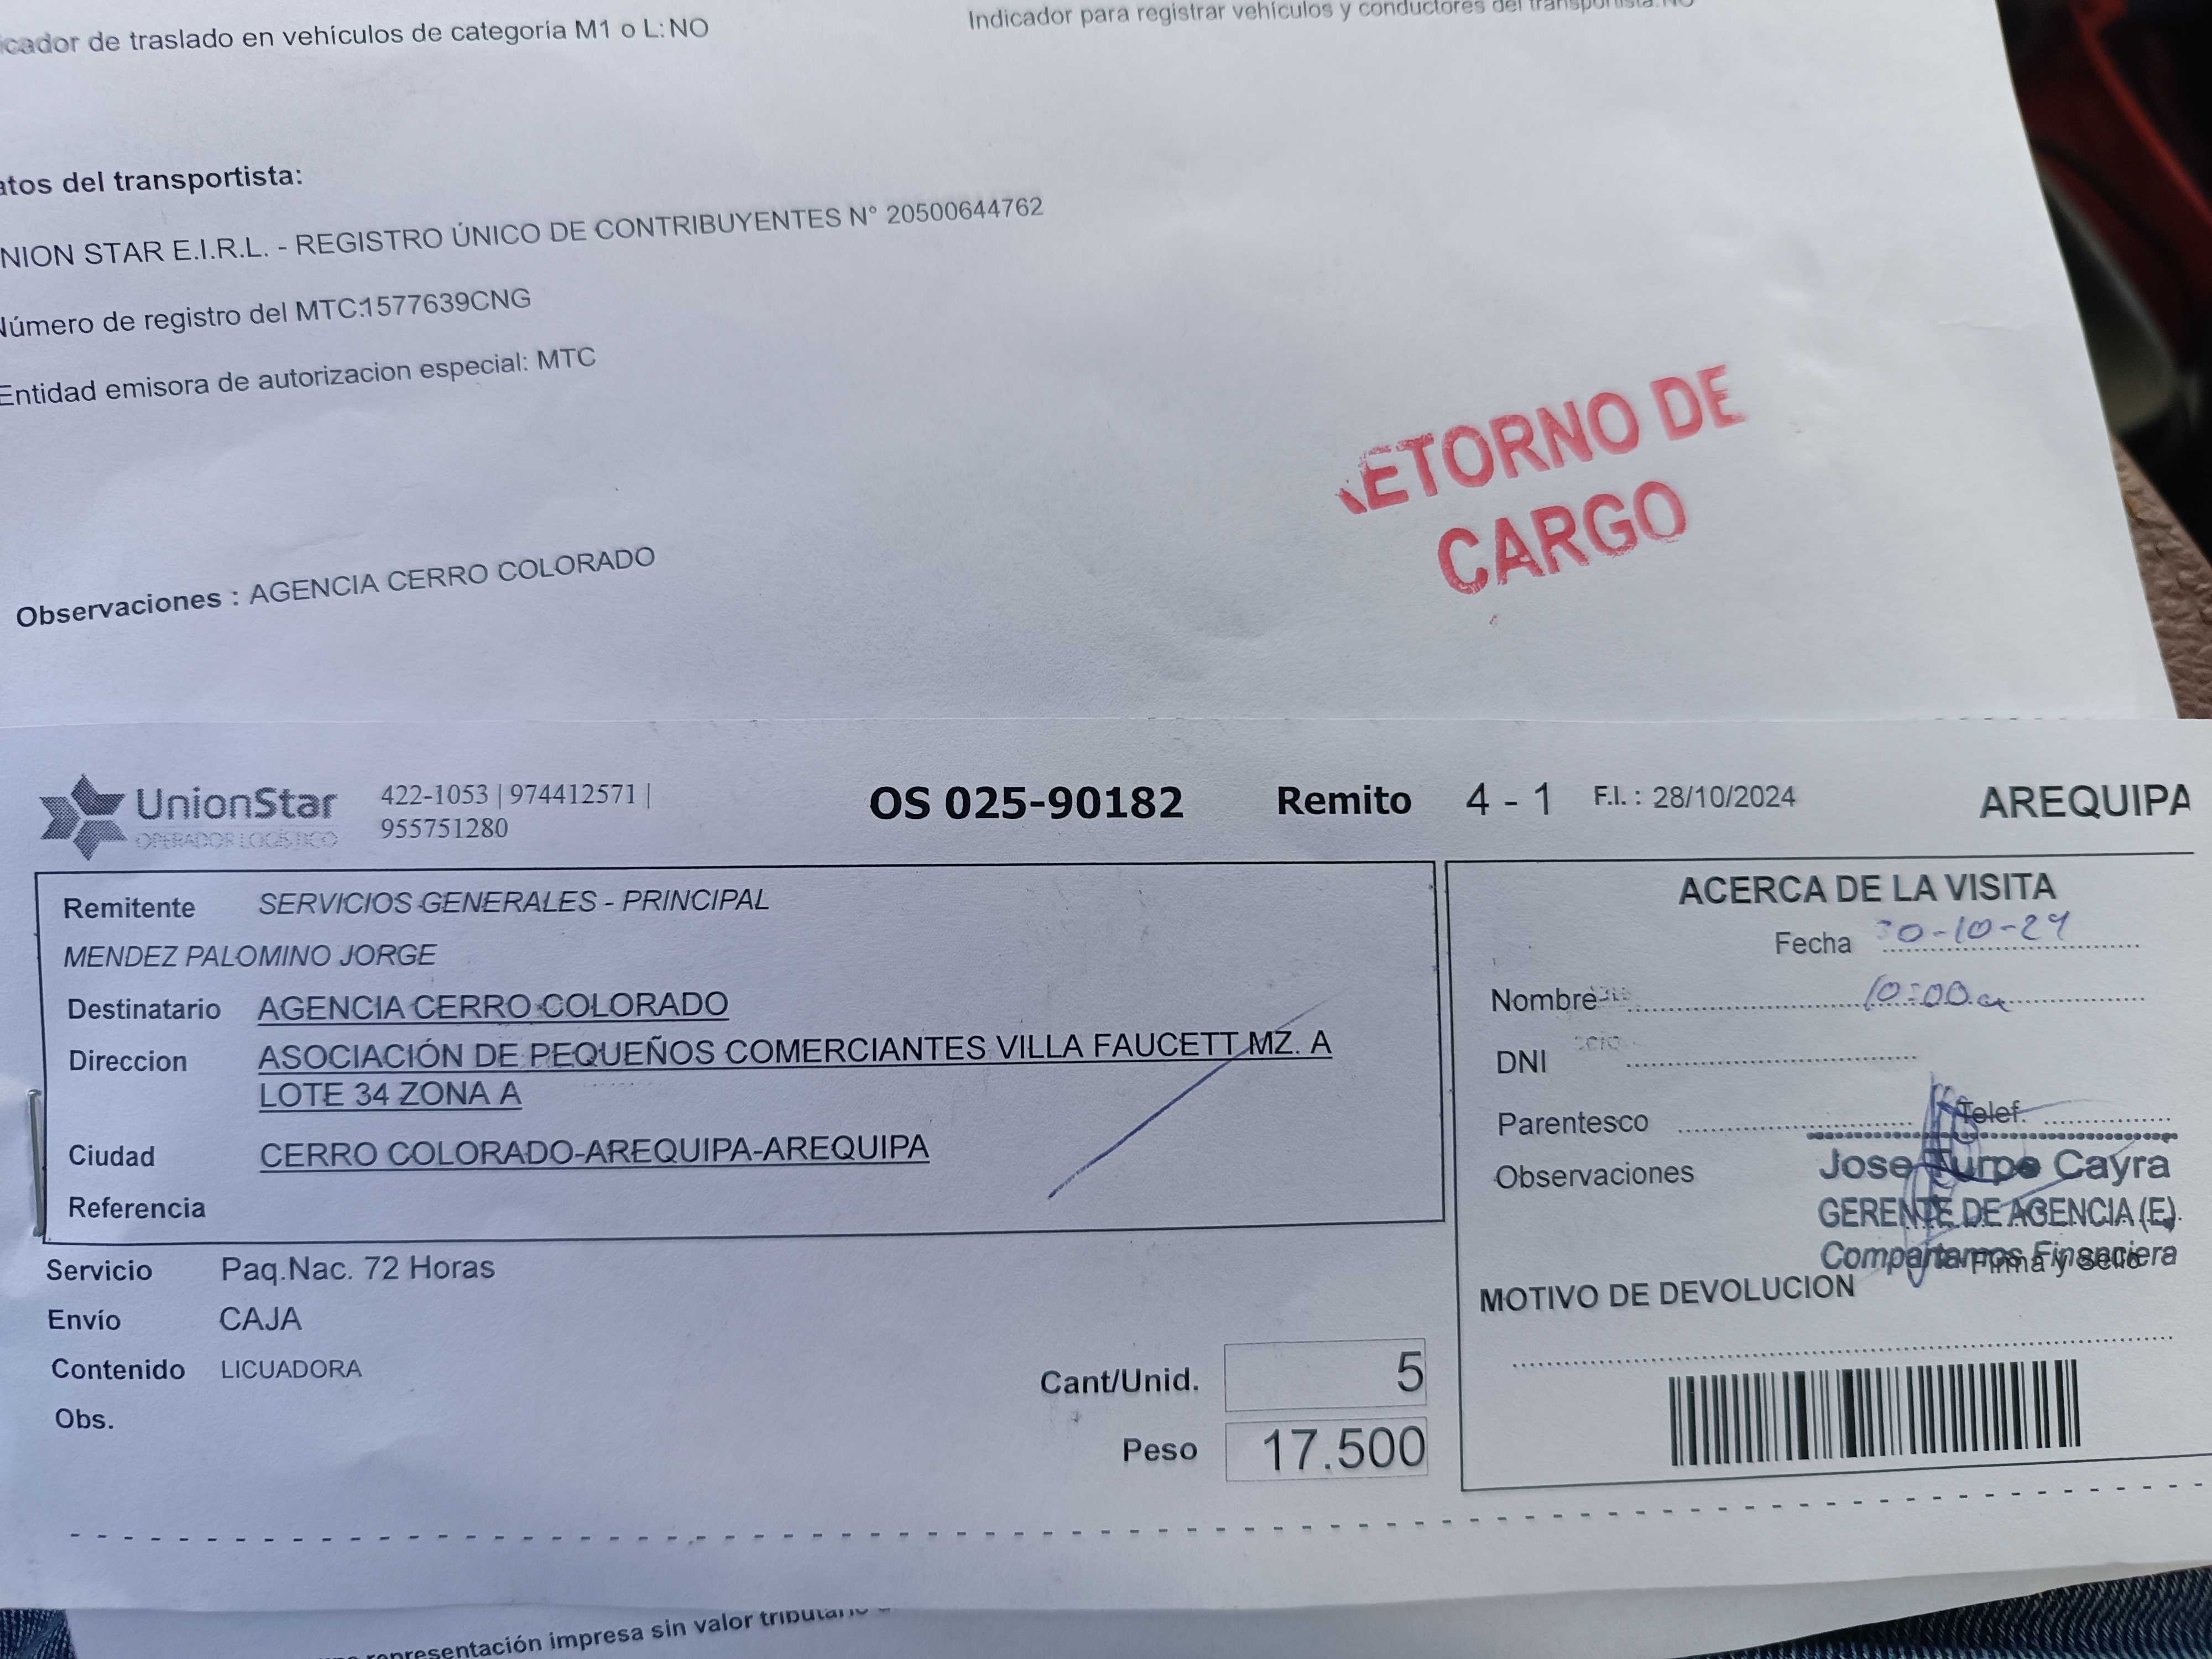 icador de traslado en vehículos de categoría M1 o L: NO
Indicador para registrar vehículos y conductores del transportista: NO
atos del transportista:
NION STAR E.I.R.L. - REGISTRO ÚNICO DE CONTRIBUYENTES N° 20500644762
Número de registro del MTC:1577639CNG
Entidad emisora de autorizacion especial: MTC
RETORNO DE
CARGO
Observaciones : AGENCIA CERRO COLORADO
UnionStar
OPERADOR LOGÍSTICO
422-1053 | 974412571 |
955751280
OS 025-90182
Remito 4 - 1
F.I. : 28/10/2024
AREQUIPA
Remitente SERVICIOS GENERALES - PRINCIPAL
MENDEZ PALOMINO JORGE
Destinatario AGENCIA CERRO COLORADO
Direccion ASOCIACIÓN DE PEQUEÑOS COMERCIANTES VILLA FAUCETT MZ. A
LOTE 34 ZONA A
Ciudad CERRO COLORADO-AREQUIPA-AREQUIPA
Referencia
Servicio Paq.Nac. 72 Horas
Envío CAJA
Contenido LICUADORA
Obs.
Cant/Unid. 5
Peso 17.500
ACERCA DE LA VISITA
Fecha 30-10-24
Nombre 10:00a
DNI
Parentesco Telef.
Observaciones
Jose Turpo Cayra
GERENTE DE AGENCIA (E)
Compartamos Financiera
Firma y Sello
MOTIVO DE DEVOLUCION
representación impresa sin valor tributario